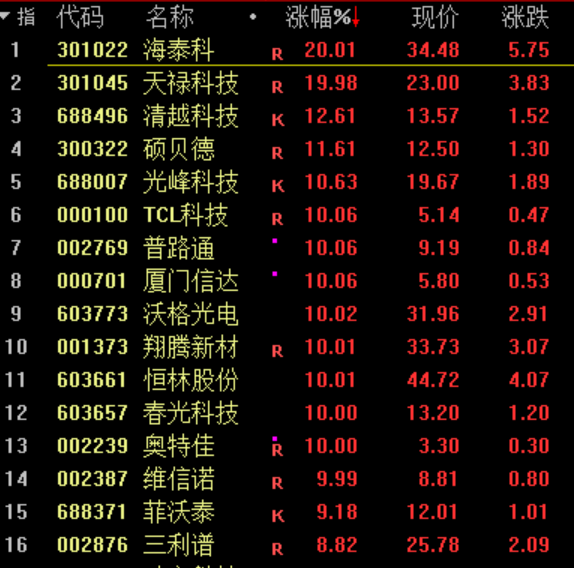 指 代码 名称 · 涨幅%↓ 现价 涨跌
1 301022 海泰科 R 20.01 34.48 5.75
2 301045 天禄科技 R 19.98 23.00 3.83
3 688496 清越科技 K 12.61 13.57 1.52
4 300322 硕贝德 R 11.61 12.50 1.30
5 688007 光峰科技 K 10.63 19.67 1.89
6 000100 TCL科技 R 10.06 5.14 0.47
7 002769 普路通 10.06 9.19 0.84
8 000701 厦门信达 10.06 5.80 0.53
9 603773 沃格光电 10.02 31.96 2.91
10 001373 翔腾新材 R 10.01 33.73 3.07
11 603661 恒林股份 10.01 44.72 4.07
12 603657 春光科技 10.00 13.20 1.20
13 002239 奥特佳 R 10.00 3.30 0.30
14 002387 维信诺 R 9.99 8.81 0.80
15 688371 菲沃泰 K 9.18 12.01 1.01
16 002876 三利谱 R 8.82 25.78 2.09